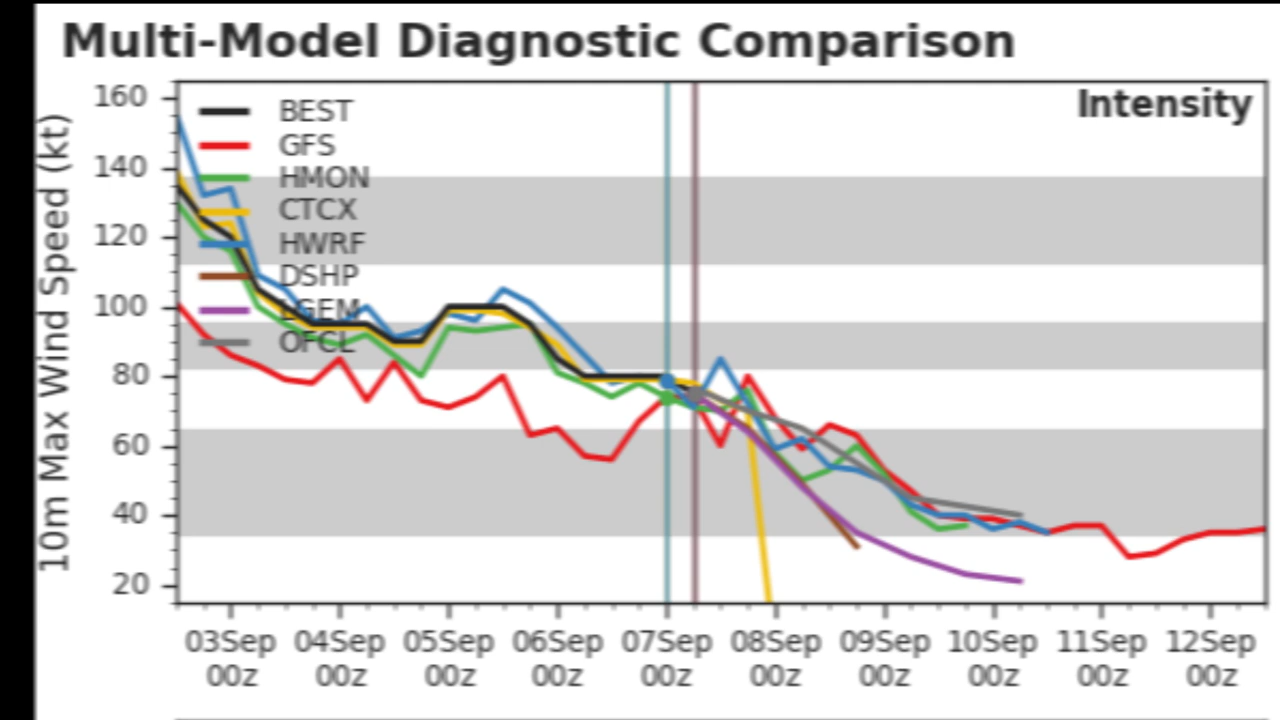 Multi-Model Diagnostic Comparison
Intensity
10m Max Wind Speed (kt)
160
140
120
100
80
60
40
20
BEST
GFS
HMON
CTCX
HWRF
DSHP
LGEM
OFCL
03Sep 04Sep 05Sep 06Sep 07Sep 08Sep 09Sep 10Sep 11Sep 12Sep
00z 00z 00z 00z 00z 00z 00z 00z 00z 00z